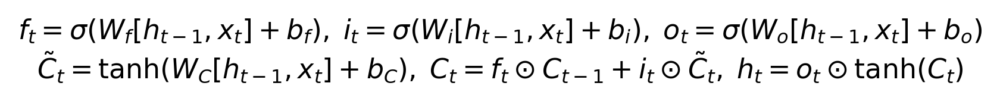 f_t = σ(W_f[h_{t−1}, x_t] + b_f), i_t = σ(W_i[h_{t−1}, x_t] + b_i), o_t = σ(W_o[h_{t−1}, x_t] + b_o)
C̃_t = tanh(W_C[h_{t−1}, x_t] + b_C), C_t = f_t ⊙ C_{t−1} + i_t ⊙ C̃_t, h_t = o_t ⊙ tanh(C_t)